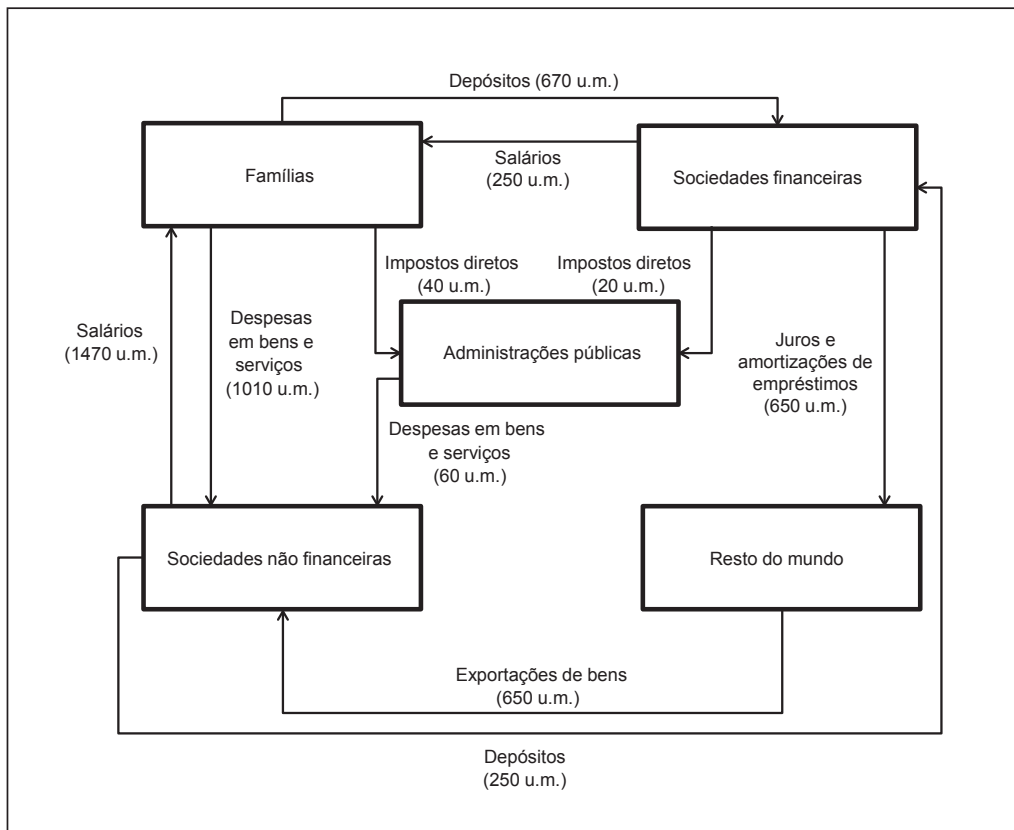 Depósitos (670 u.m.)
Famílias
Salários
(250 u.m.)
Sociedades financeiras
Impostos diretos
(40 u.m.)
Impostos diretos
(20 u.m.)
Salários
(1470 u.m.)
Despesas
em bens e
serviços
(1010 u.m.)
Administrações públicas
Juros e
amortizações de
empréstimos
(650 u.m.)
Despesas em bens
e serviços
(60 u.m.)
Sociedades não financeiras
Resto do mundo
Exportações de bens
(650 u.m.)
Depósitos
(250 u.m.)